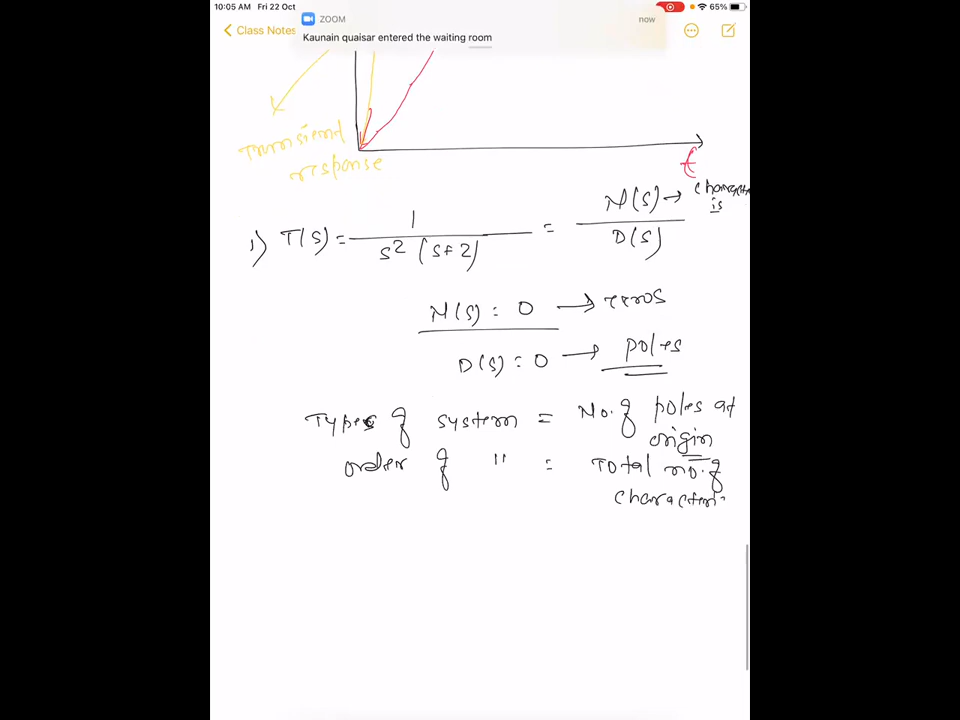 10:05 AM Fri 22 Oct
65%
ZOOM
now
Kaunain quaisar entered the waiting room
Class Notes
Transient
response
t
1) T(s) = 1 / s² (s+2) = N(s) / D(s) →
is
N(s) = 0 → zeros
D(s) = 0 → poles
Types of system = No. of poles at
origin
order of " = Total no. of
character